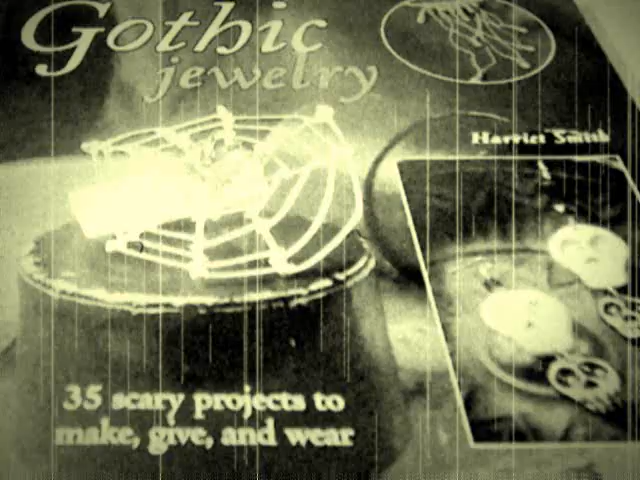 Gothic
jewelry
Harriet Smith
35 scary projects to
make, give, and wear